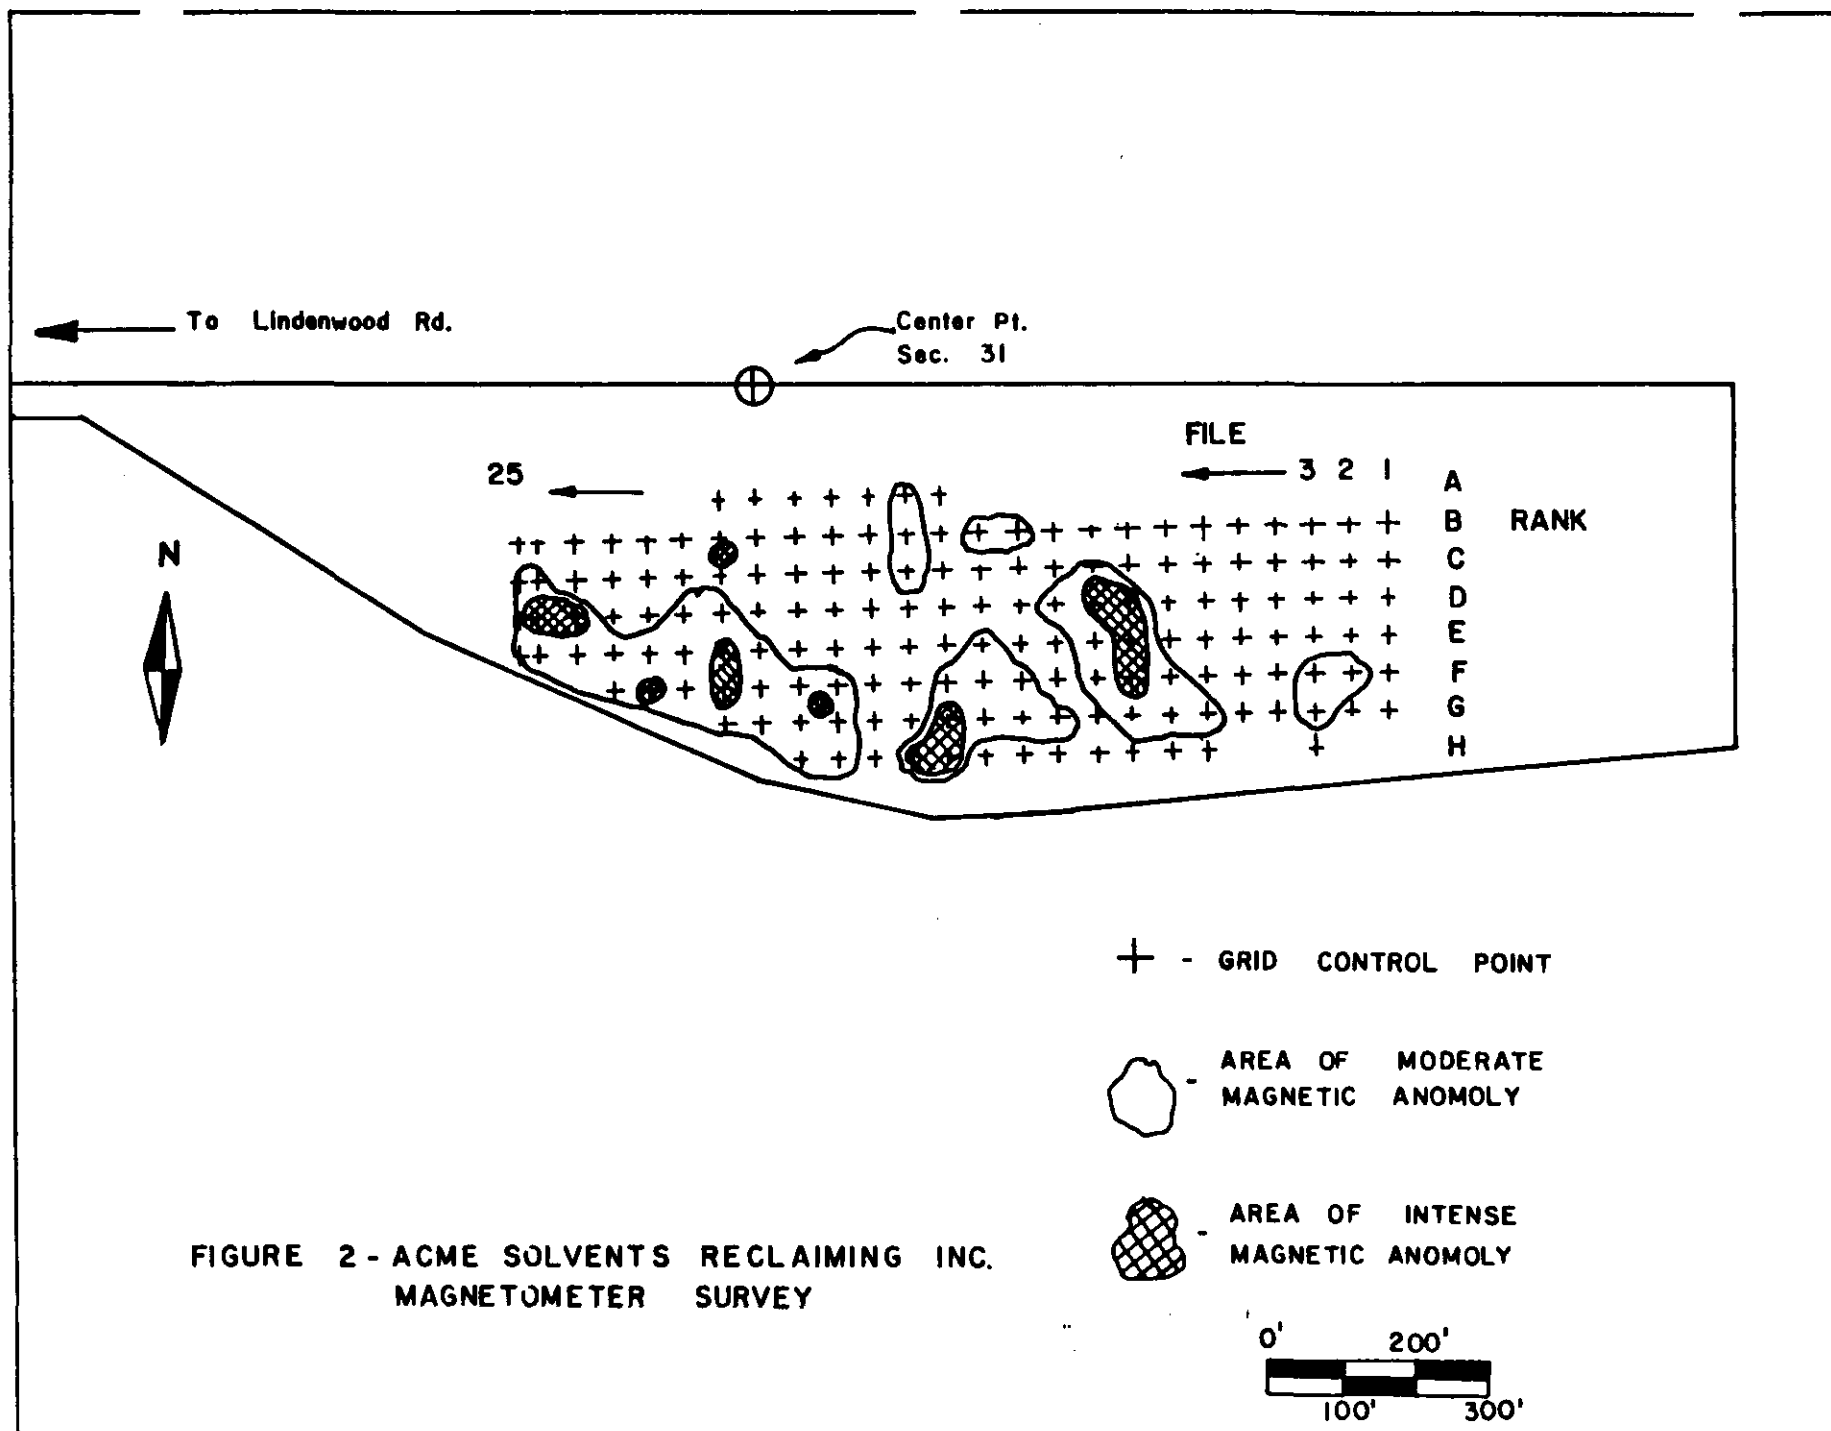 To Lindenwood Rd.
Center Pt.
Sec. 31
FILE
25
3 2 1
A
B RANK
C
D
E
F
G
H
N
+ - GRID CONTROL POINT
- AREA OF MODERATE
MAGNETIC ANOMOLY
- AREA OF INTENSE
MAGNETIC ANOMOLY
FIGURE 2 - ACME SOLVENTS RECLAIMING INC.
MAGNETOMETER SURVEY
0' 200'
100' 300'